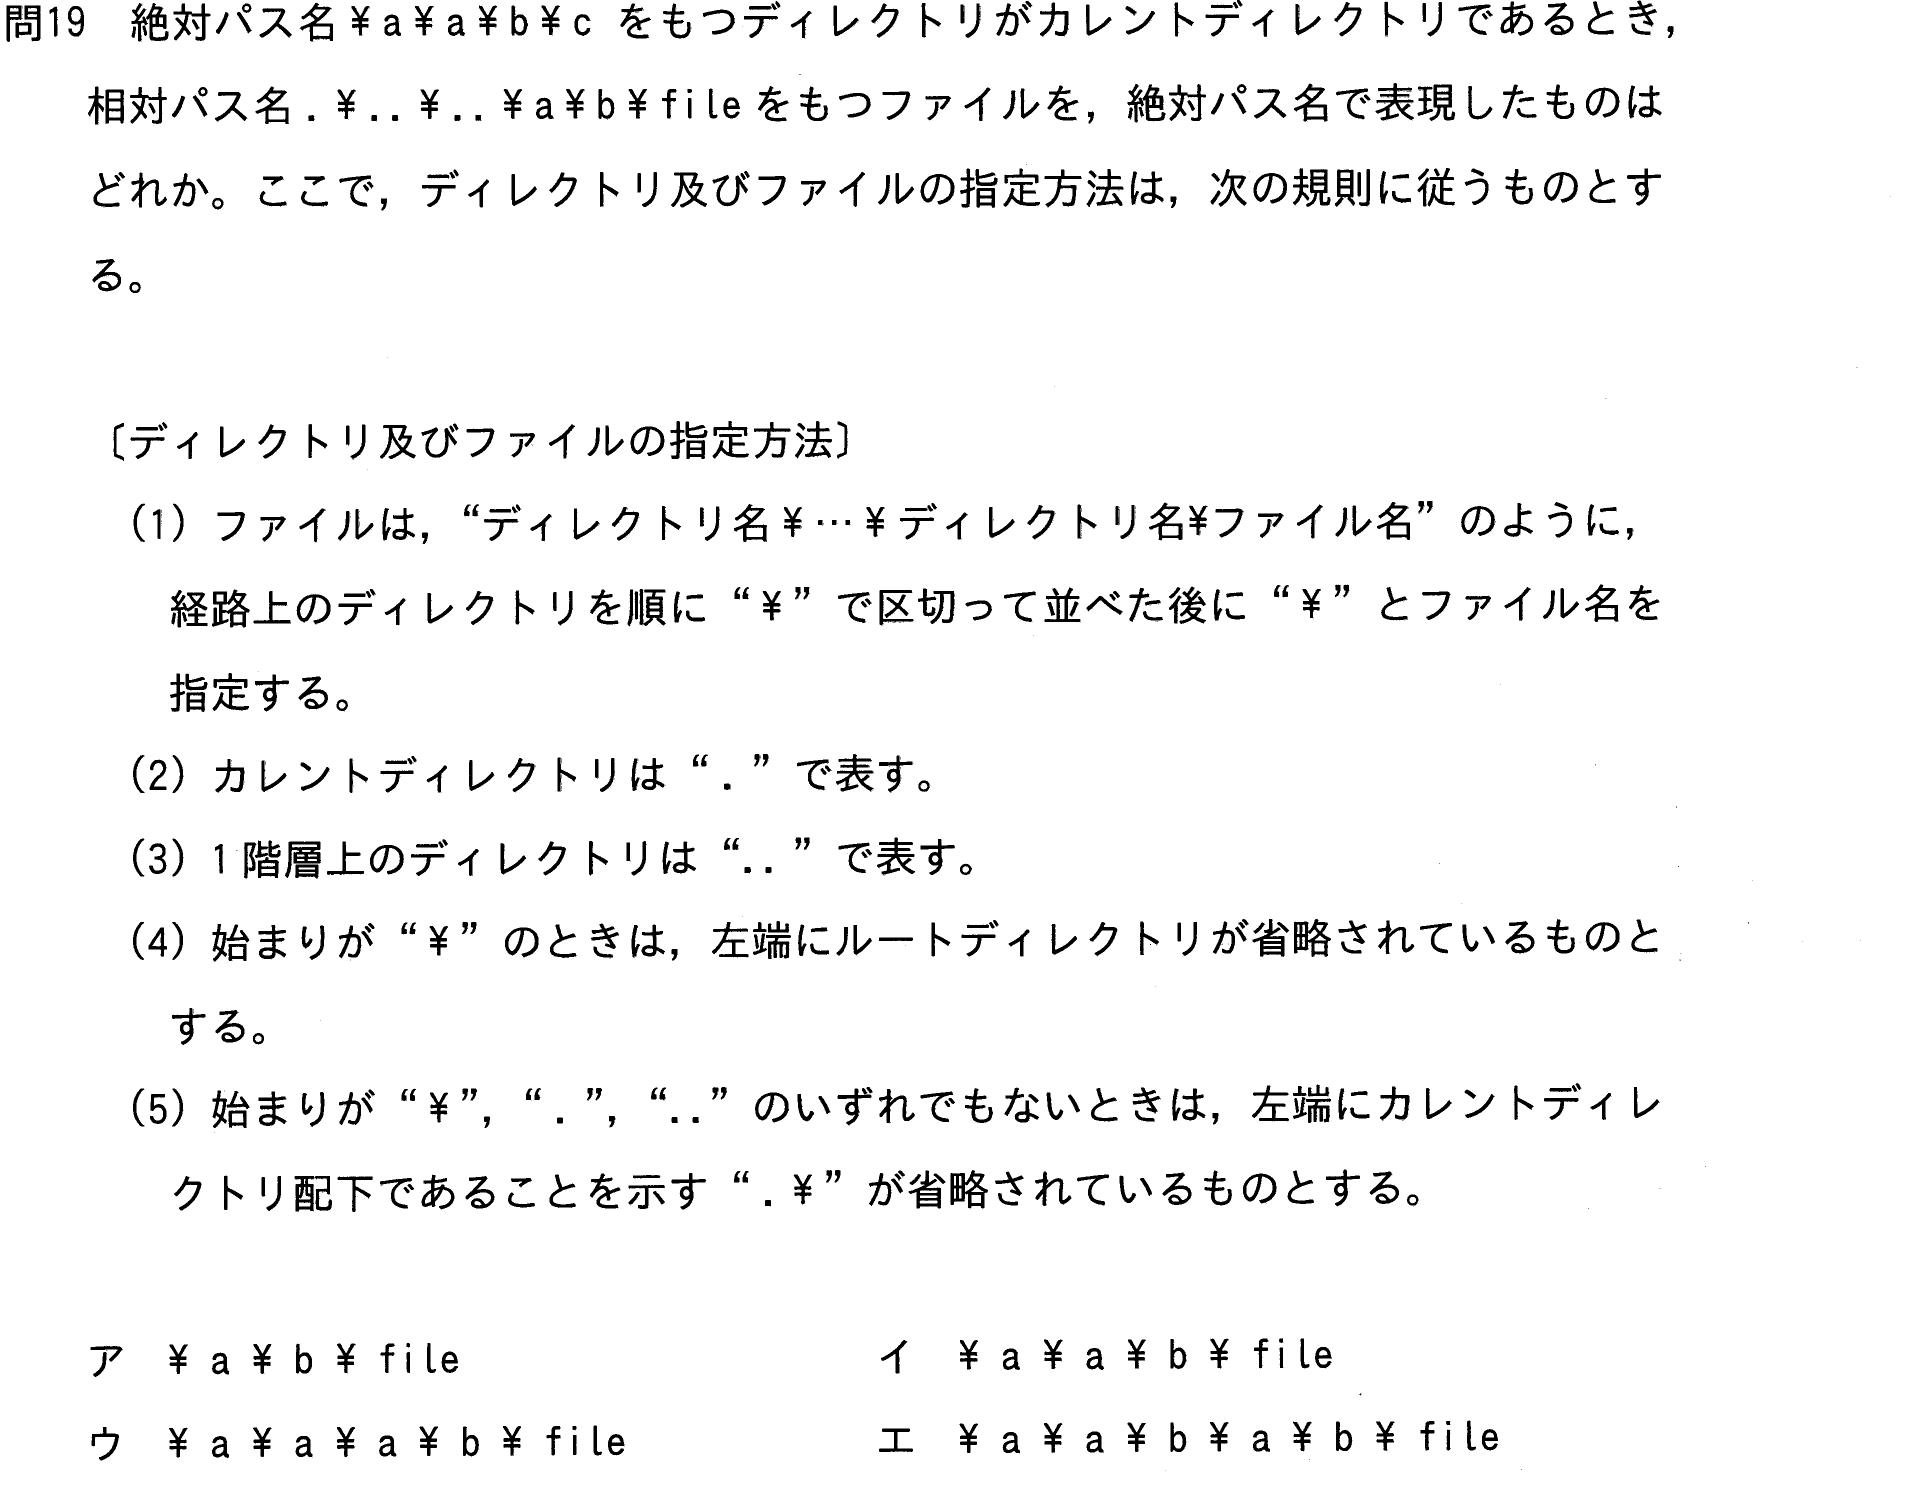 問19 絶対パス名￥a￥a￥b￥c をもつディレクトリがカレントディレクトリであるとき,
相対パス名.￥..￥..￥a￥b￥fileをもつファイルを,絶対パス名で表現したものは
どれか。ここで,ディレクトリ及びファイルの指定方法は,次の規則に従うものとす
る。
〔ディレクトリ及びファイルの指定方法〕
(1) ファイルは,“ディレクトリ名￥…￥ディレクトリ名¥ファイル名”のように,
経路上のディレクトリを順に“￥”で区切って並べた後に“￥”とファイル名を
指定する。
(2) カレントディレクトリは“.”で表す。
(3) 1階層上のディレクトリは“..”で表す。
(4) 始まりが“￥”のときは,左端にルートディレクトリが省略されているものと
する。
(5) 始まりが“￥”,“.”,“..”のいずれでもないときは,左端にカレントディレ
クトリ配下であることを示す“.￥”が省略されているものとする。
ア ￥a￥b￥file イ ￥a￥a￥b￥file
ウ ￥a￥a￥a￥b￥file エ ￥a￥a￥b￥a￥b￥file